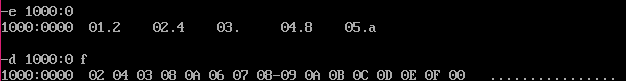 -e 1000:0
1000:0000 01.2 02.4 03. 04.8 05.a
-d 1000:0 f
1000:0000 02 04 03 08 0A 06 07 08-09 0A 0B 0C 0D 0E 0F 00 ................